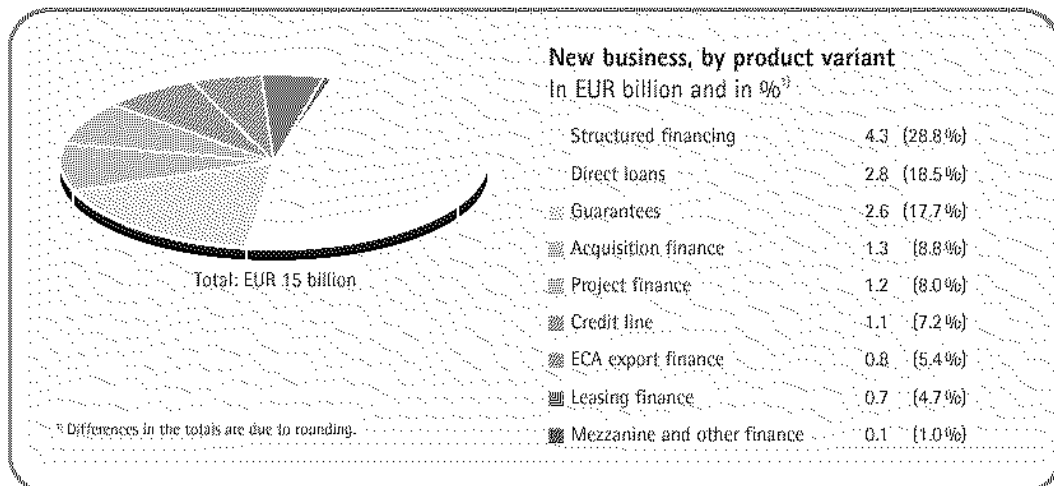 New business, by product variant
In EUR billion and in %¹⁾
Structured financing 4.3 (28.8%)
Direct loans 2.8 (18.5%)
Guarantees 2.6 (17.7%)
Acquisition finance 1.3 (8.8%)
Project finance 1.2 (8.0%)
Credit line 1.1 (7.2%)
ECA export finance 0.8 (5.4%)
Leasing finance 0.7 (4.7%)
Mezzanine and other finance 0.1 (1.0%)
Total: EUR 15 billion
¹⁾ Differences in the totals are due to rounding.